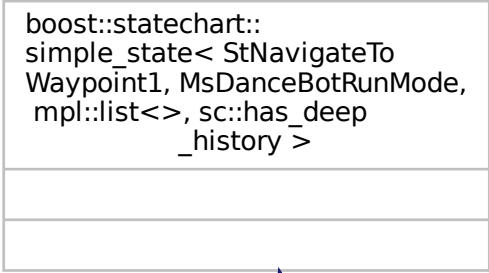 boost::statechart::
simple_state< StNavigateTo
Waypoint1, MsDanceBotRunMode,
mpl::list<>, sc::has_deep
_history >